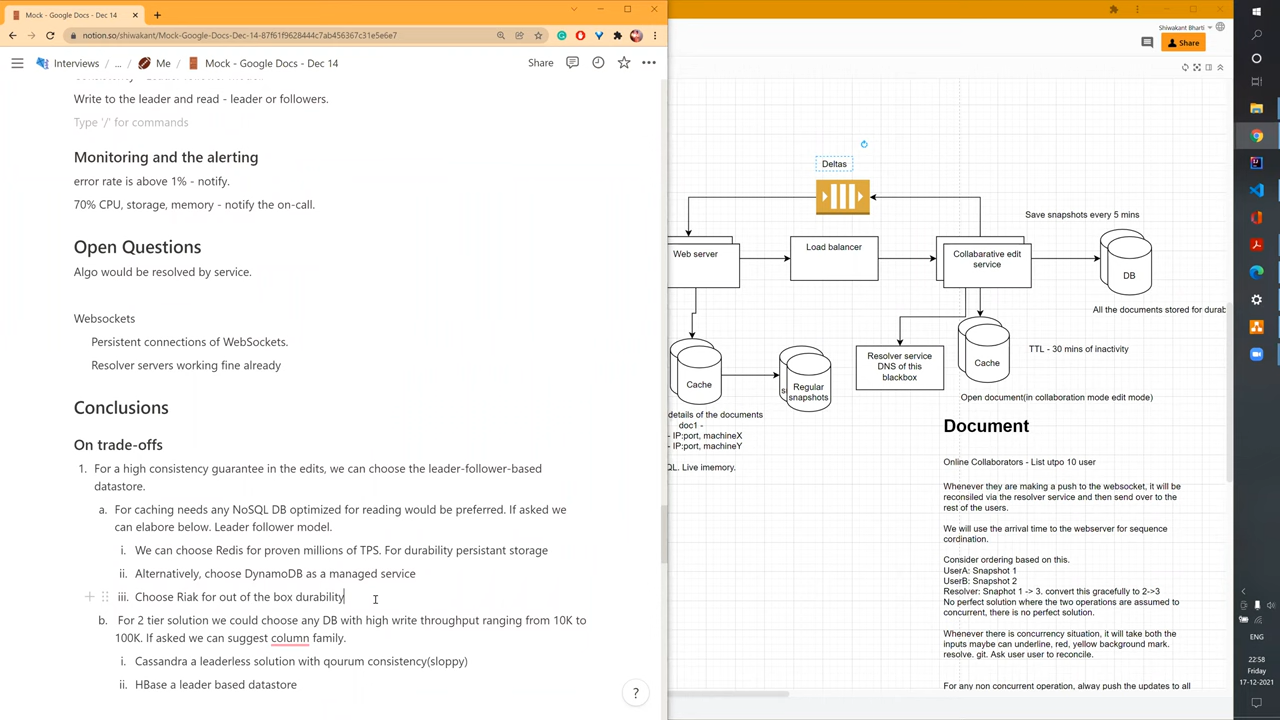 Mock - Google Docs - Dec 14
notion.so/shiwakant/Mock-Google-Docs-Dec-14-87f61f9628444c7ab456367c31e5e6e7
Interviews / ... / Me / Mock - Google Docs - Dec 14
Share
Write to the leader and read - leader or followers.
Type '/' for commands
Monitoring and the alerting
error rate is above 1% - notify.
70% CPU, storage, memory - notify the on-call.
Open Questions
Algo would be resolved by service.
Websockets
Persistent connections of WebSockets.
Resolver servers working fine already
Conclusions
On trade-offs
1. For a high consistency guarantee in the edits, we can choose the leader-follower-based
datastore.
a. For caching needs any NoSQL DB optimized for reading would be preferred. If asked we
can elabore below. Leader follower model.
i. We can choose Redis for proven millions of TPS. For durability persistant storage
ii. Alternatively, choose DynamoDB as a managed service
iii. Choose Riak for out of the box durability
b. For 2 tier solution we could choose any DB with high write throughput ranging from 10K to
100K. If asked we can suggest column family.
i. Cassandra a leaderless solution with qourum consistency(sloppy)
ii. HBase a leader based datastore
?
Shiwakant Bharti
Share
Deltas
Save snapshots every 5 mins
Web server
Load balancer
Collabarative edit
service
DB
All the documents stored for durab
Resolver service
DNS of this
blackbox
Cache
TTL - 30 mins of inactivity
Cache
Regular
snapshots
s
Open document(in collaboration mode edit mode)
details of the documents
doc1 -
- IP:port, machineX
- IP:port, machineY
QL. Live imemory.
Document
Online Collaborators - List utpo 10 user
Whenever they are making a push to the websocket, it will be
reconsiled via the resolver service and then send over to the
rest of the users.
We will use the arrival time to the webserver for sequence
cordination.
Consider ordering based on this.
UserA: Snapshot 1
UserB: Snapshot 2
Resolver: Snaphot 1 -> 3. convert this gracefully to 2->3
No perfect solution where the two operations are assumed to
concurrent, there is no perfect solution.
Whenever there is concurrency situation, it will take both the
inputs maybe can underline, red, yellow background mark.
resolve. git. Ask user user to reconcile.
For any non concurrent operation, alway push the updates to all
ENG
22:58
Friday
17-12-2021